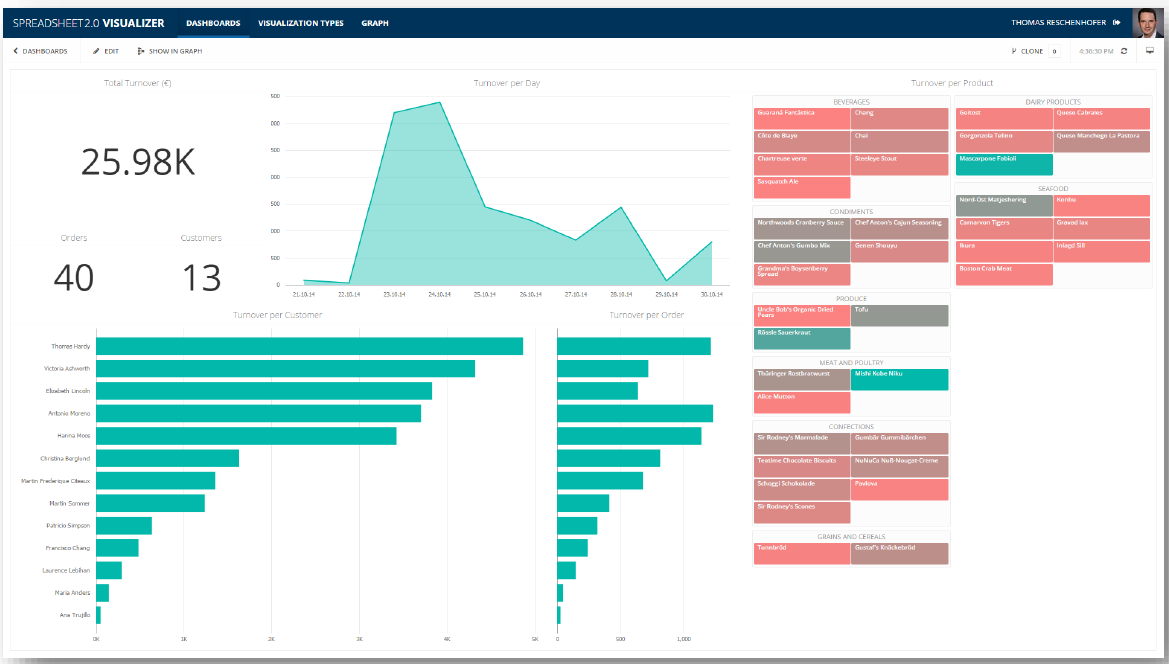 SPREADSHEET2.0 VISUALIZER
DASHBOARDS
VISUALIZATION TYPES
GRAPH
THOMAS RESCHENHOFER
DASHBOARDS
EDIT
SHOW IN GRAPH
CLONE 0
4:36:30 PM
Total Turnover (€)
25.98K
Orders
Customers
40
13
Turnover per Day
500
000
500
000
500
000
500
0
21.10.14
22.10.14
23.10.14
24.10.14
25.10.14
26.10.14
27.10.14
28.10.14
29.10.14
30.10.14
Turnover per Customer
Thomas Hardy
Victoria Ashworth
Elizabeth Lincoln
Antonio Moreno
Hanna Moos
Christina Berglund
Martin Frederique Citeaux
Martin Sommer
Patricio Simpson
Francisco Chang
Laurence Lebihan
Maria Anders
Ana Trujillo
0K
1K
2K
3K
4K
5K
Turnover per Order
0
500
1,000
Turnover per Product
BEVERAGES
Guaraná Fantástica
Chang
Côte de Blaye
Chai
Chartreuse verte
Steeleye Stout
Sasquatch Ale
CONDIMENTS
Northwoods Cranberry Sauce
Chef Anton's Cajun Seasoning
Chef Anton's Gumbo Mix
Genen Shouyu
Grandma's Boysenberry
Spread
PRODUCE
Uncle Bob's Organic Dried
Pears
Tofu
Rössle Sauerkraut
MEAT AND POULTRY
Thüringer Rostbratwurst
Mishi Kobe Niku
Alice Mutton
CONFECTIONS
Sir Rodney's Marmalade
Gumbär Gummibärchen
Teatime Chocolate Biscuits
NuNuCa Nuß-Nougat-Creme
Schoggi Schokolade
Pavlova
Sir Rodney's Scones
GRAINS AND CEREALS
Tunnbröd
Gustaf's Knäckebröd
DAIRY PRODUCTS
Geitost
Queso Cabrales
Gorgonzola Telino
Queso Manchego La Pastora
Mascarpone Fabioli
SEAFOOD
Nord-Ost Matjeshering
Konbu
Carnarvon Tigers
Gravad lax
Ikura
Inlagd Sill
Boston Crab Meat